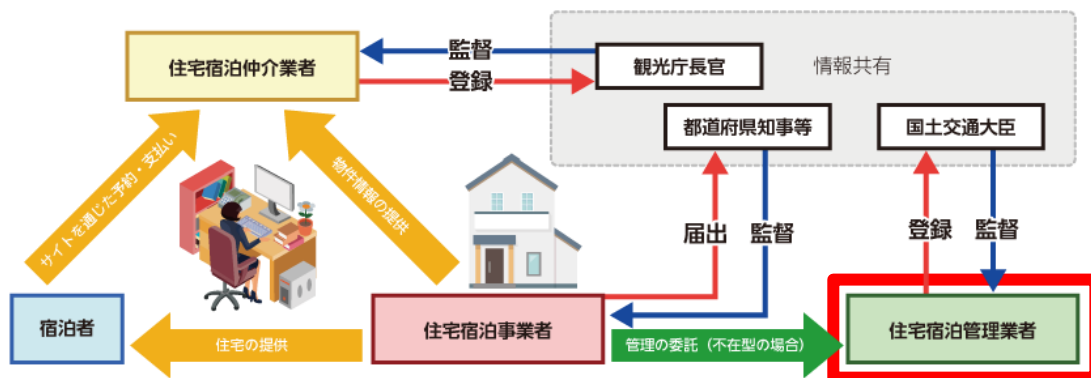 住宅宿泊仲介業者
監督
登録
観光庁長官
情報共有
都道府県知事等
国土交通大臣
サイトを通じた予約・支払い
物件情報の提供
届出
監督
登録
監督
宿泊者
住宅の提供
住宅宿泊事業者
管理の委託（不在型の場合）
住宅宿泊管理業者